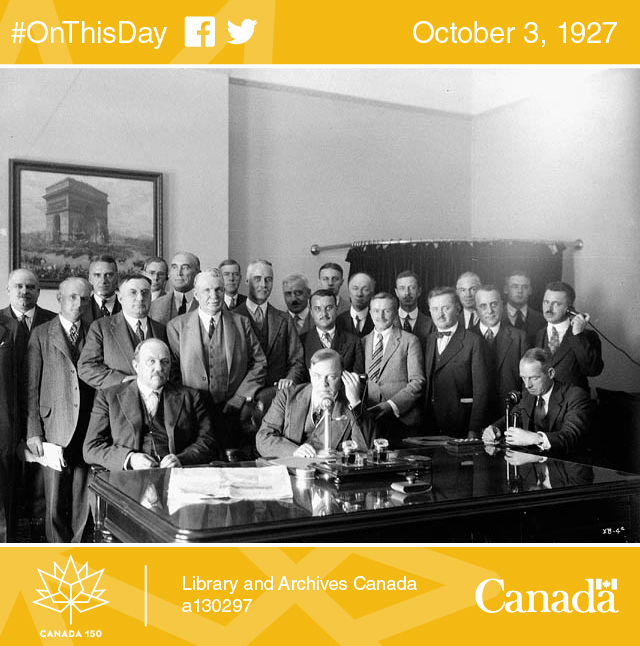 #OnThisDay
October 3, 1927
CANADA 150
Library and Archives Canada
a130297
Canada